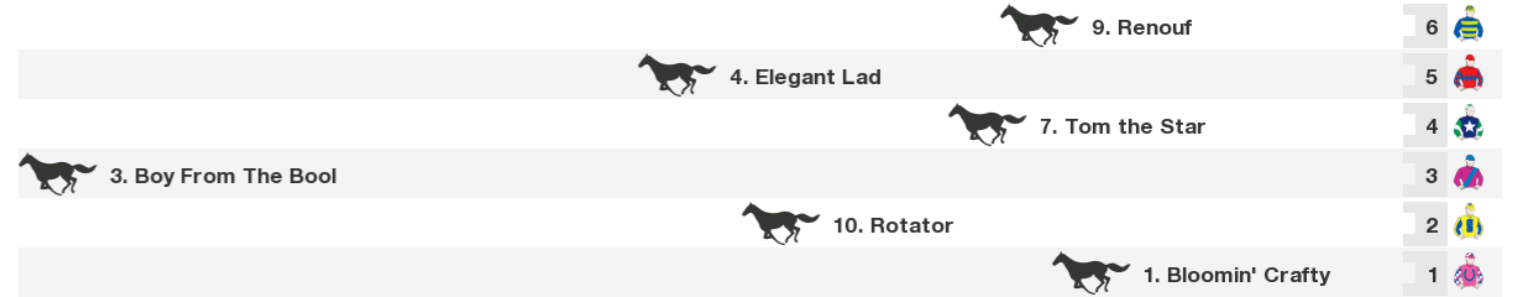 9. Renouf 6
4. Elegant Lad 5
7. Tom the Star 4
3. Boy From The Bool 3
10. Rotator 2
1. Bloomin' Crafty 1